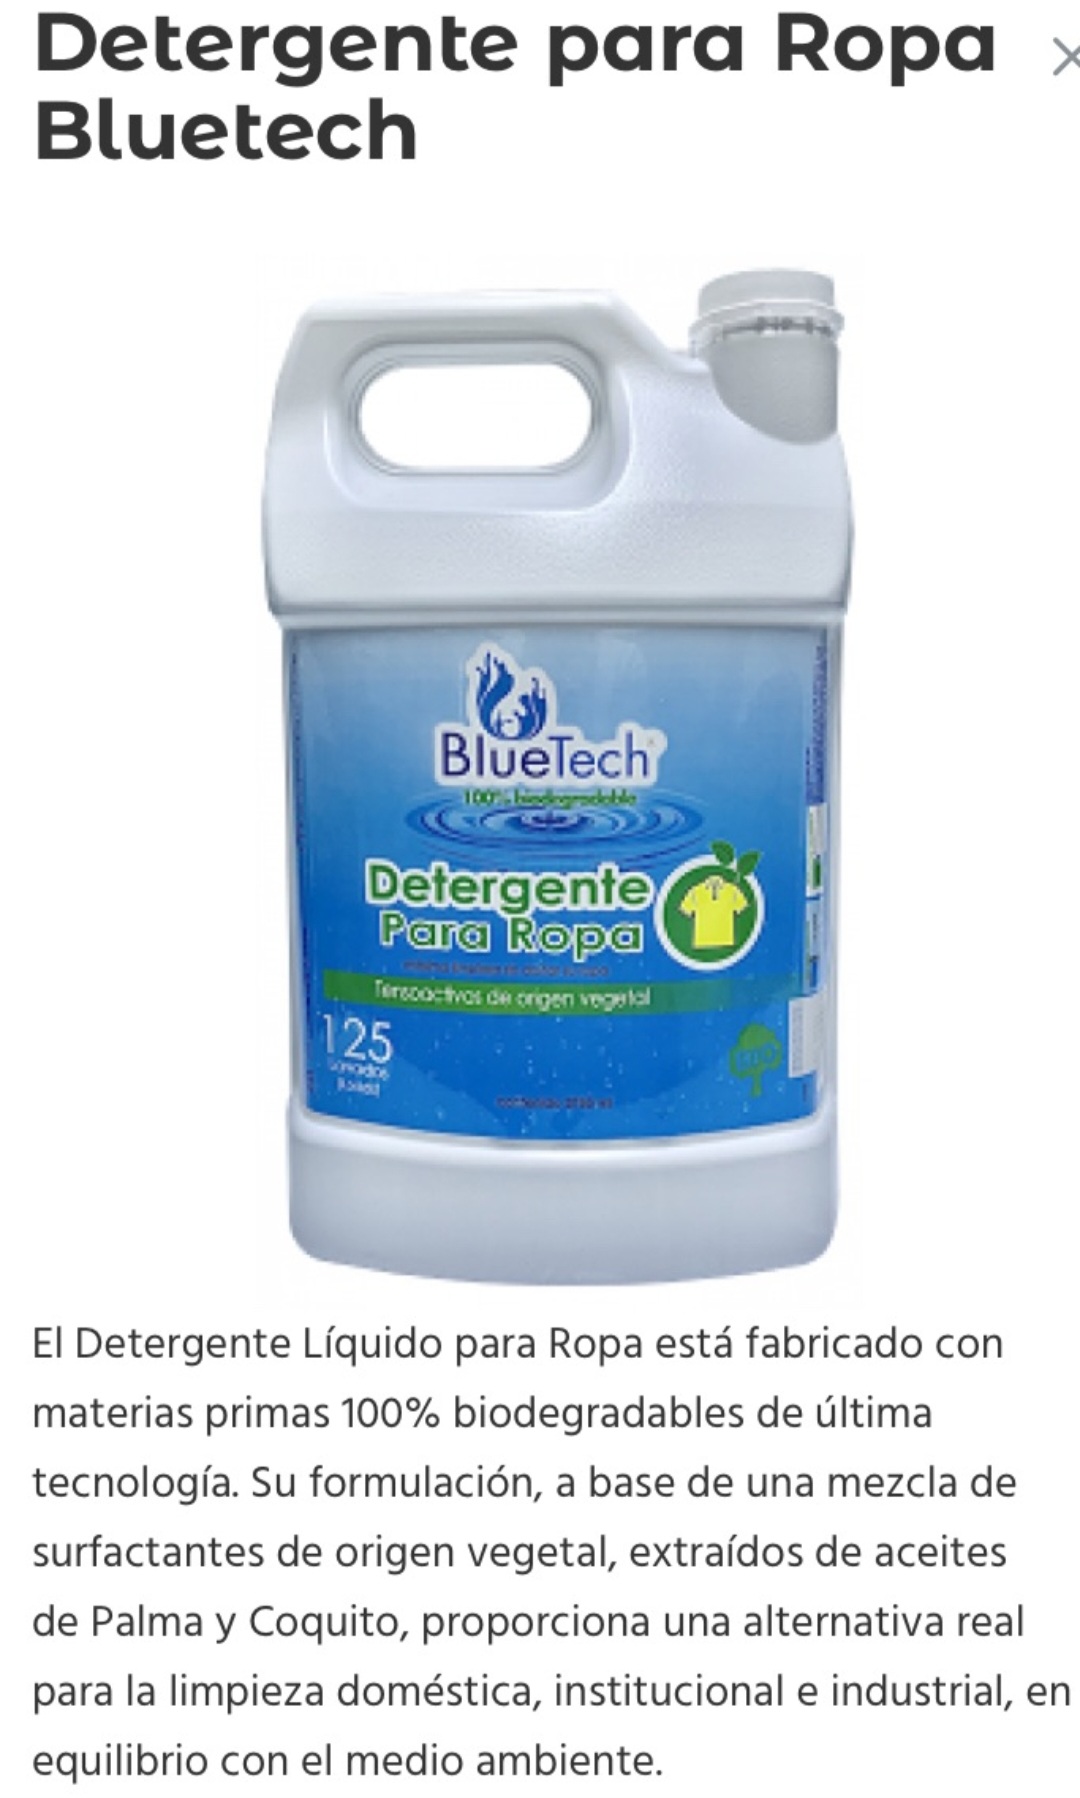 Detergente para Ropa
Bluetech
BlueTech
100% biodegradable
Detergente
Para Ropa
Tensoactivos de origen vegetal
125
El Detergente Líquido para Ropa está fabricado con
materias primas 100% biodegradables de última
tecnología. Su formulación, a base de una mezcla de
surfactantes de origen vegetal, extraídos de aceites
de Palma y Coquito, proporciona una alternativa real
para la limpieza doméstica, institucional e industrial, en
equilibrio con el medio ambiente.